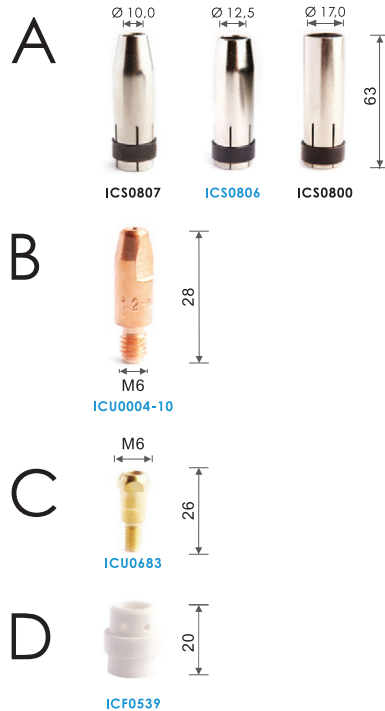 A
Ø 10,0
Ø 12,5
Ø 17,0
63
ICS0807
ICS0806
ICS0800
B
28
M6
ICU0004-10
C
M6
26
ICU0683
D
20
ICF0539